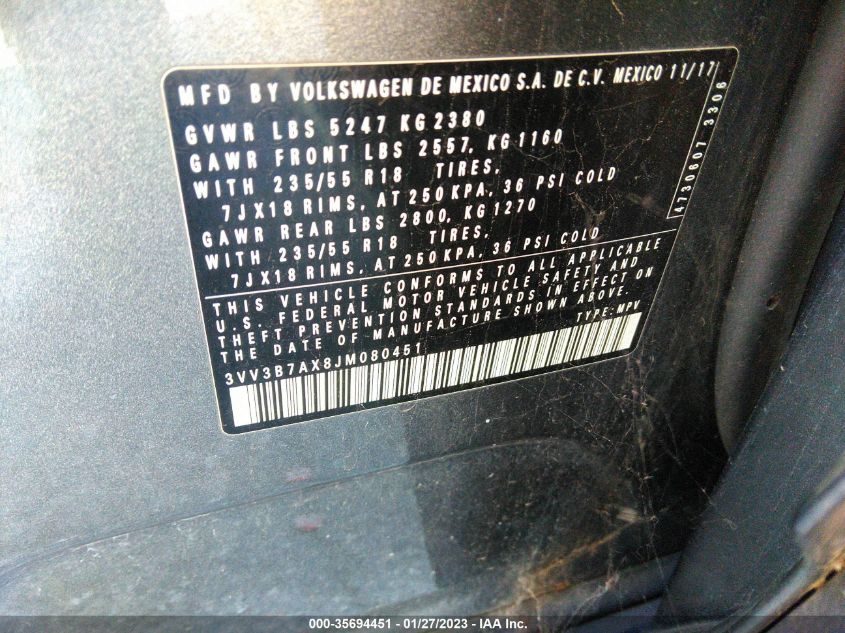 MFD BY VOLKSWAGEN DE MEXICO S.A. DE C.V. MEXICO 11/17
GVWR LBS 5247 KG 2380
GAWR FRONT LBS 2557, KG 1160
WITH 235/55 R18 TIRES,
7JX18 RIMS, AT 250 KPA, 36 PSI COLD
GAWR REAR LBS 2800, KG 1270
WITH 235/55 R18 TIRES,
7JX18 RIMS, AT 250 KPA, 36 PSI COLD
THIS VEHICLE CONFORMS TO ALL APPLICABLE
U.S. FEDERAL MOTOR VEHICLE SAFETY AND
THEFT PREVENTION STANDARDS IN EFFECT ON
THE DATE OF MANUFACTURE SHOWN ABOVE.
3VV3B7AX8JM080451 TYPE:MPV
4730607 3306
000-35694451 - 01/27/2023 - IAA Inc.